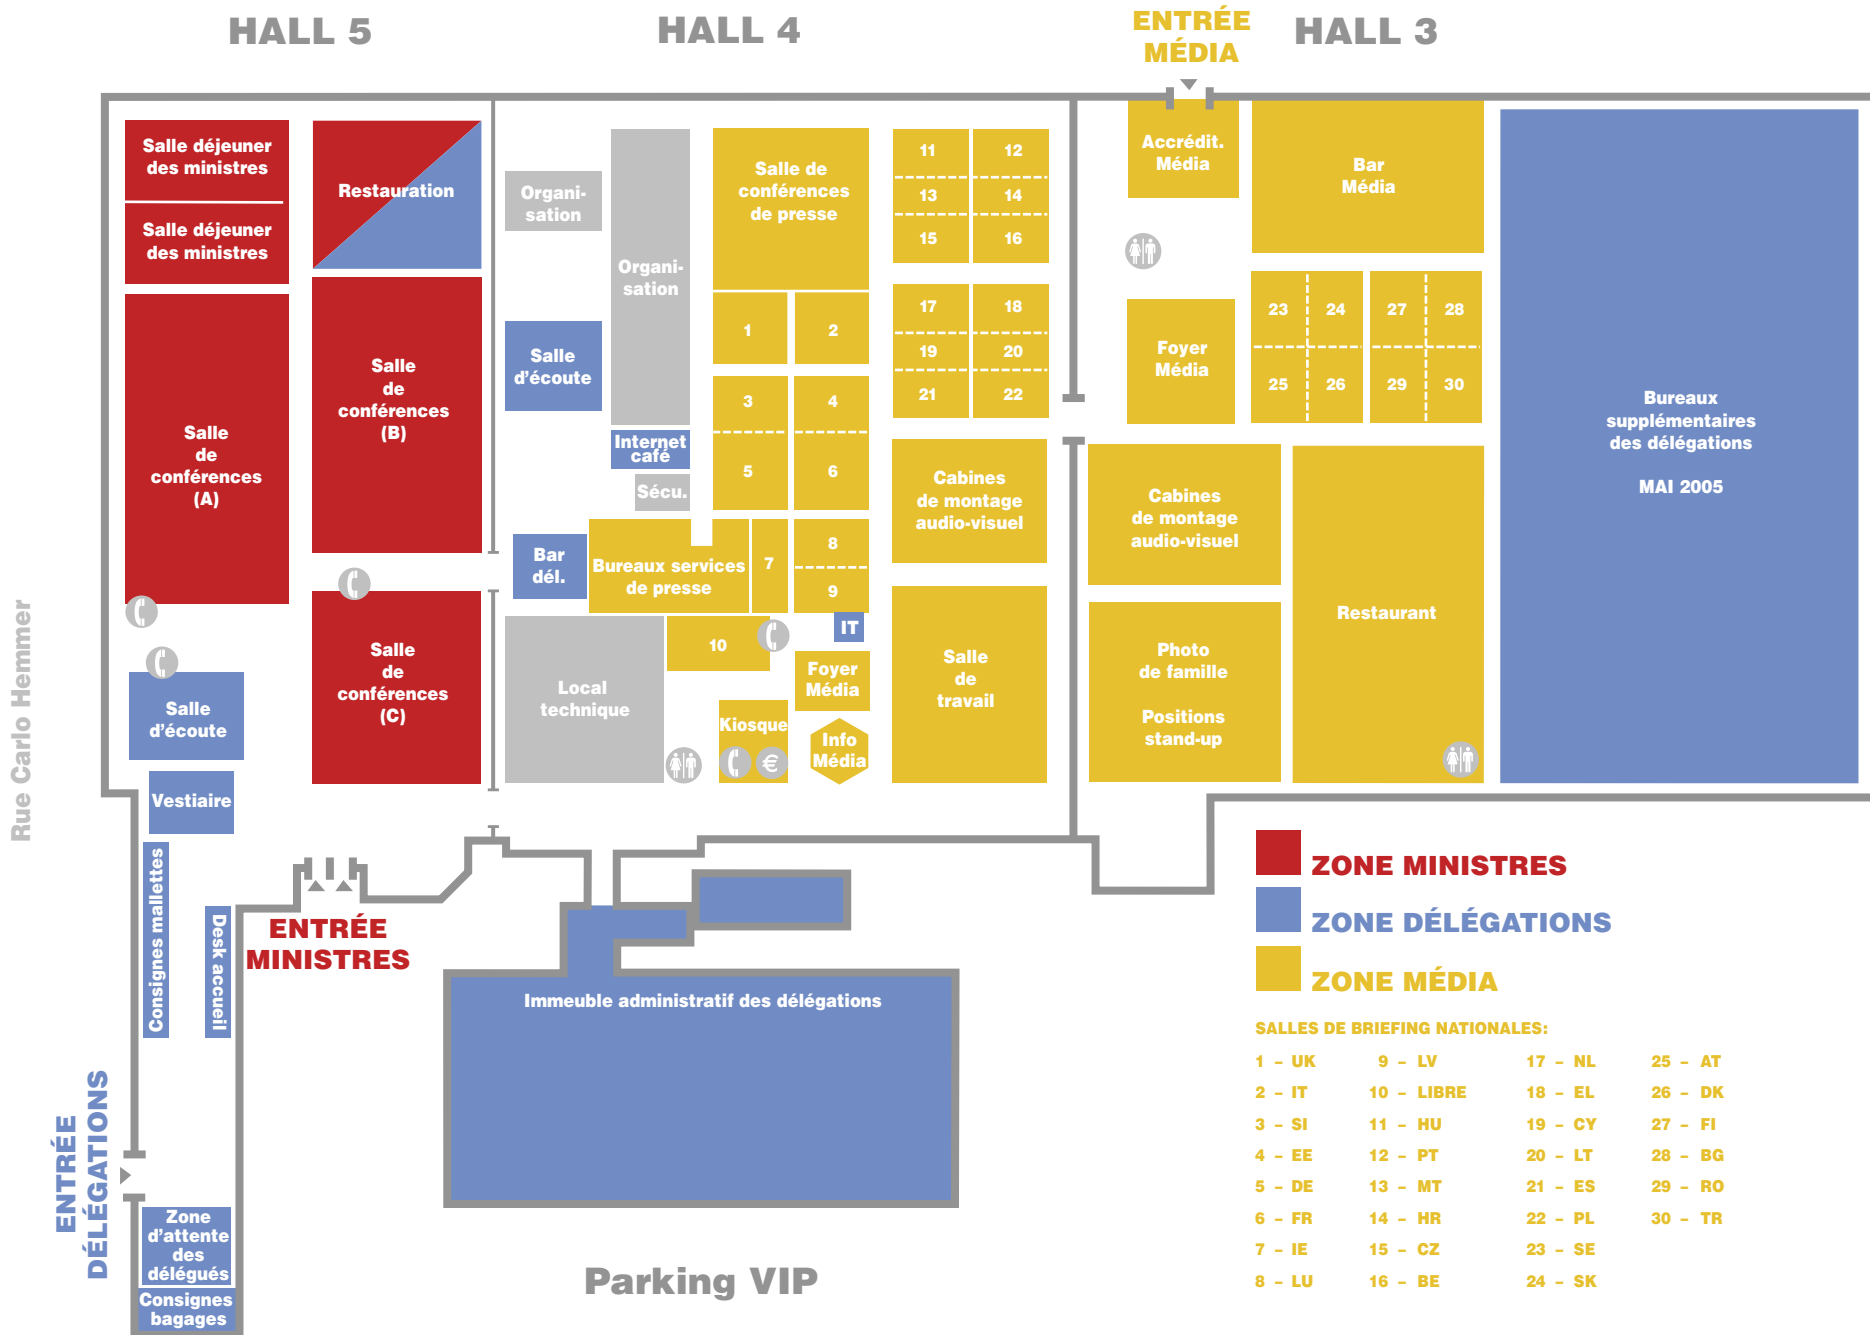 HALL 5
HALL 4
ENTRÉE
MÉDIA
HALL 3
Salle déjeuner
des ministres
Salle déjeuner
des ministres
Restauration
Salle
de
conférences
(A)
Salle
de
conférences
(B)
Salle
de
conférences
(C)
Salle
d'écoute
Vestiaire
Consignes mallettes
Desk accueil
Rue Carlo Hemmer
ENTRÉE
MINISTRES
ENTRÉE
DÉLÉGATIONS
Zone
d'attente
des
délégués
Consignes
bagages
Organi-
sation
Organi-
sation
Salle
d'écoute
Internet
café
Sécu.
Bar
dél.
Bureaux services
de presse
Local
technique
Salle de
conférences
de presse
1
2
3
4
5
6
7
8
9
10
IT
Foyer
Média
Kiosque
€
Info
Média
11
12
13
14
15
16
17
18
19
20
21
22
Cabines
de montage
audio-visuel
Salle
de
travail
Accrédit.
Média
Bar
Média
Foyer
Média
23
24
27
28
25
26
29
30
Cabines
de montage
audio-visuel
Photo
de famille
Positions
stand-up
Restaurant
Bureaux
supplémentaires
des délégations
MAI 2005
Immeuble administratif des délégations
Parking VIP
ZONE MINISTRES
ZONE DÉLÉGATIONS
ZONE MÉDIA
SALLES DE BRIEFING NATIONALES:
1 – UK
2 – IT
3 – SI
4 – EE
5 – DE
6 – FR
7 – IE
8 – LU
9 – LV
10 – LIBRE
11 – HU
12 – PT
13 – MT
14 – HR
15 – CZ
16 – BE
17 – NL
18 – EL
19 – CY
20 – LT
21 – ES
22 – PL
23 – SE
24 – SK
25 – AT
26 – DK
27 – FI
28 – BG
29 – RO
30 – TR